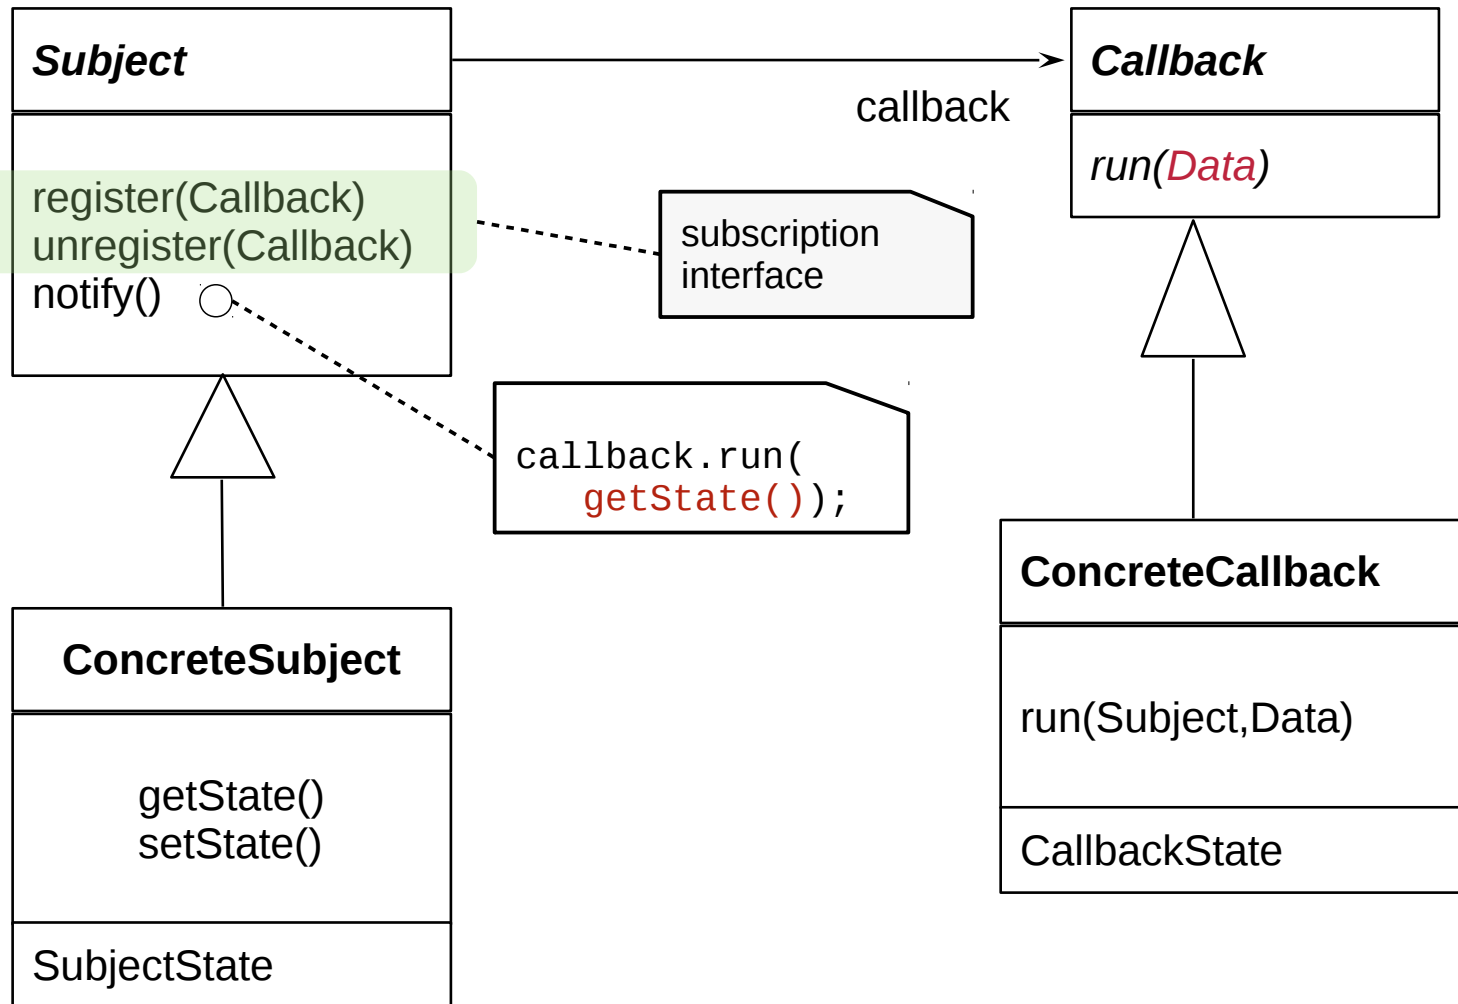 Subject
register(Callback)
unregister(Callback)
notify()
callback
Callback
run(Data)
subscription
interface
callback.run(
getState());
ConcreteSubject
getState()
setState()
SubjectState
ConcreteCallback
run(Subject,Data)
CallbackState